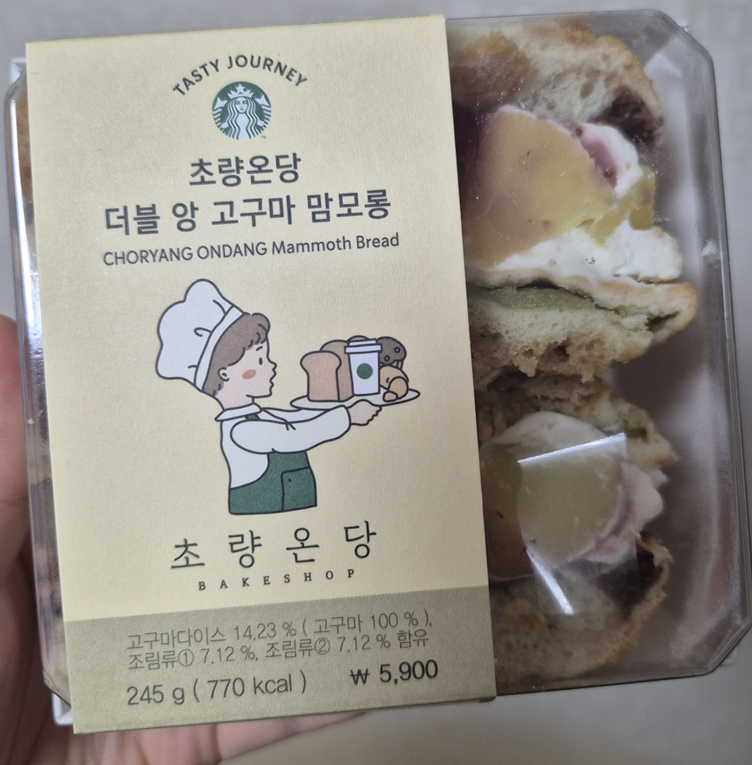 TASTY JOURNEY
초량온당
더블 앙 고구마 맘모롱
CHORYANG ONDANG Mammoth Bread
초량온당
BAKESHOP
고구마다이스 14.23 % ( 고구마 100 % ),
조림류① 7.12 %, 조림류② 7.12 % 함유
245 g ( 770 kcal ) ₩ 5,900